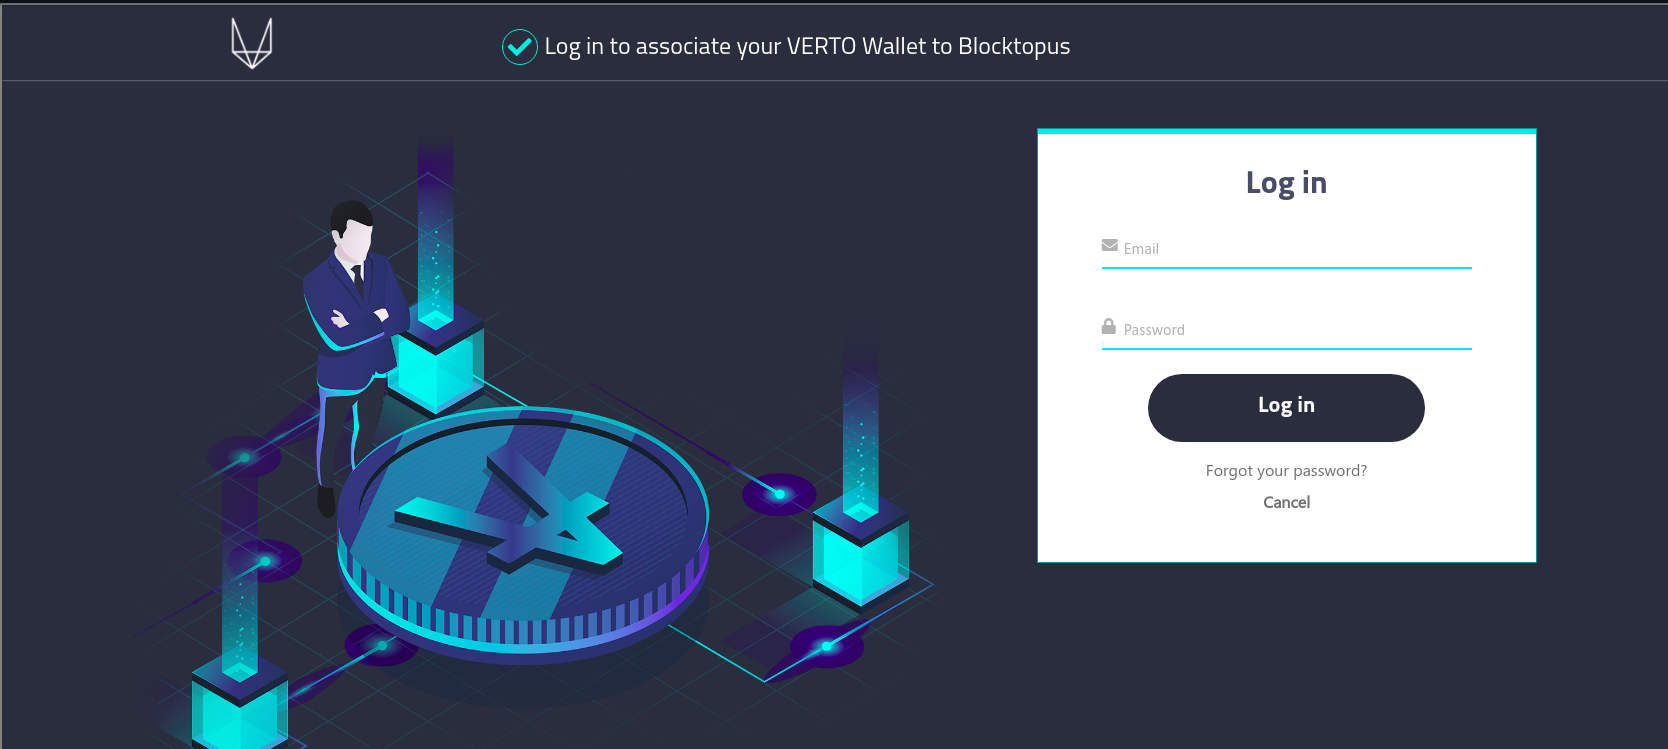 Log in to associate your VERTO Wallet to Blocktopus
Log in
Email
Password
Log in
Forgot your password?
Cancel